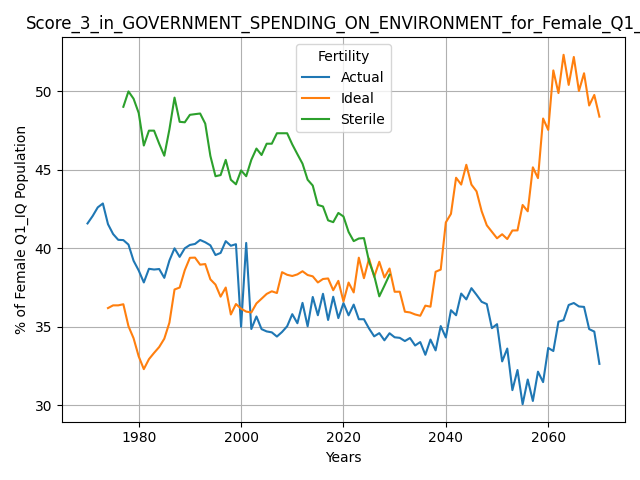 Score_3_in_GOVERNMENT_SPENDING_ON_ENVIRONMENT_for_Female_Q1_
Fertility
Actual
Ideal
Sterile
% of Female Q1_IQ Population
50
45
40
35
30
1980
2000
2020
2040
2060
Years